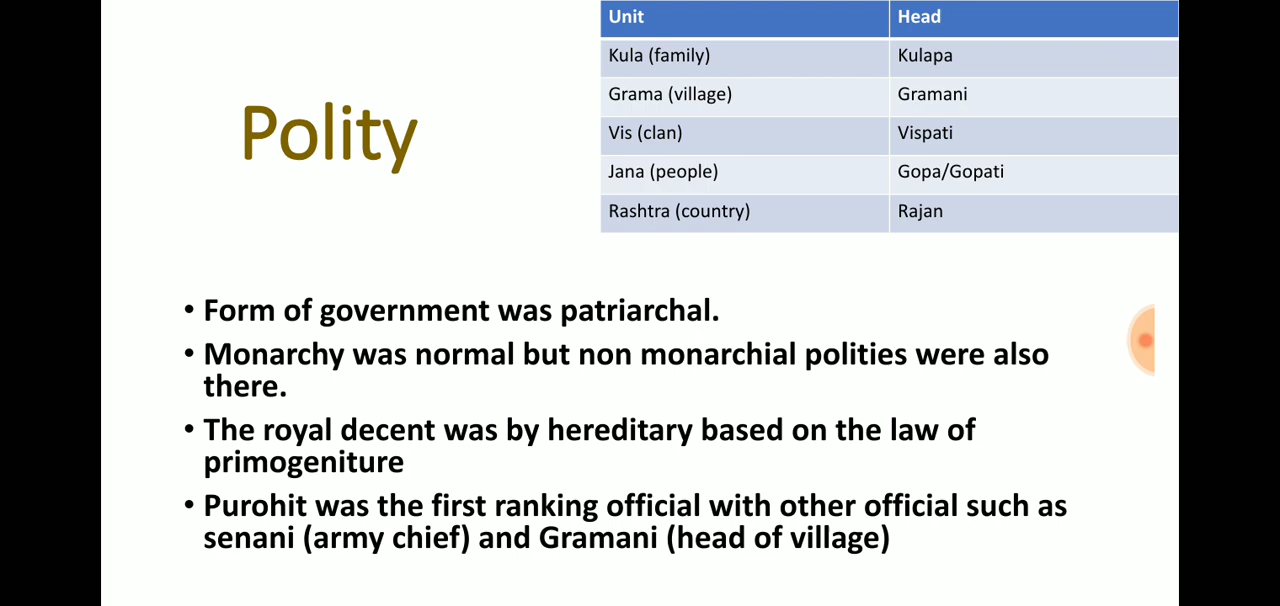 Polity
Unit Head
Kula (family) Kulapa
Grama (village) Gramani
Vis (clan) Vispati
Jana (people) Gopa/Gopati
Rashtra (country) Rajan
• Form of government was patriarchal.
• Monarchy was normal but non monarchial polities were also
there.
• The royal decent was by hereditary based on the law of
primogeniture
• Purohit was the first ranking official with other official such as
senani (army chief) and Gramani (head of village)